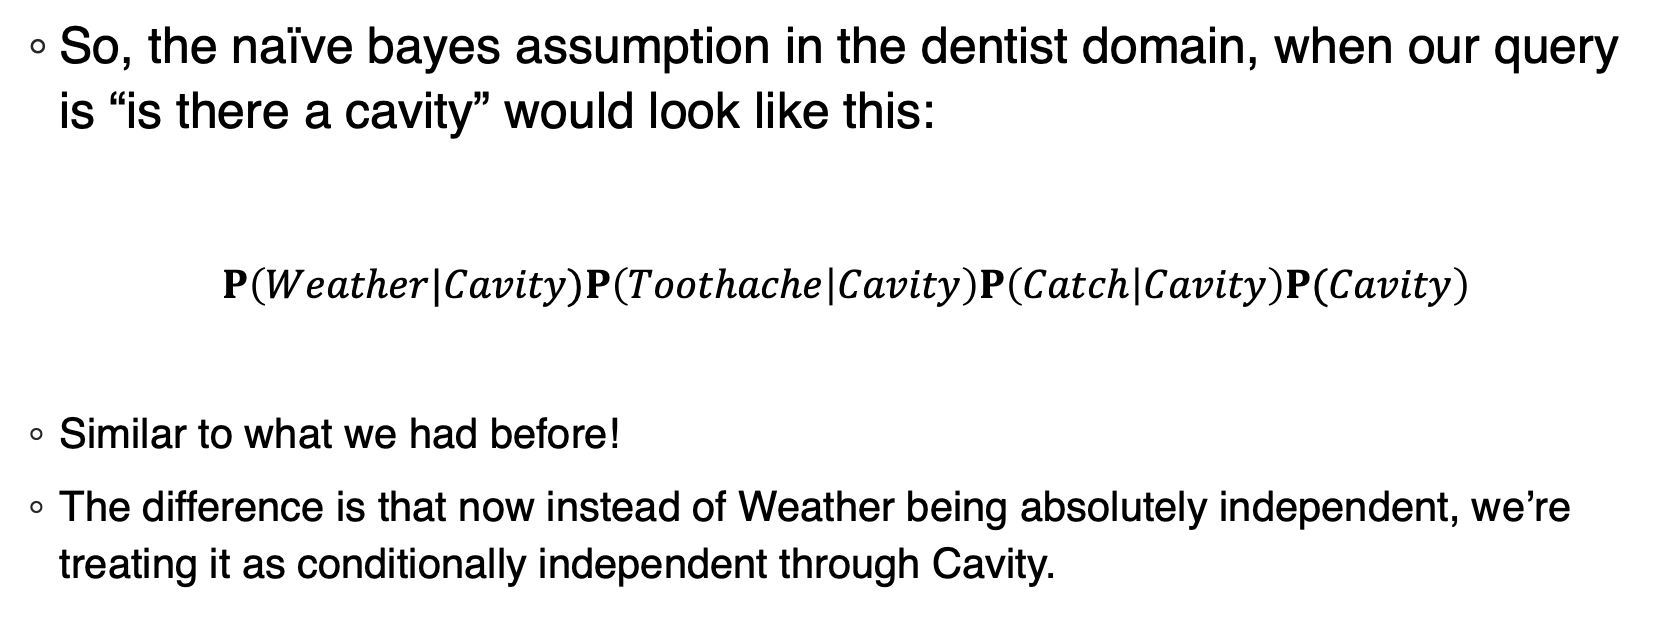 ◦ So, the naïve bayes assumption in the dentist domain, when our query
is “is there a cavity” would look like this:
P(Weather|Cavity)P(Toothache|Cavity)P(Catch|Cavity)P(Cavity)
◦ Similar to what we had before!
◦ The difference is that now instead of Weather being absolutely independent, we’re
treating it as conditionally independent through Cavity.